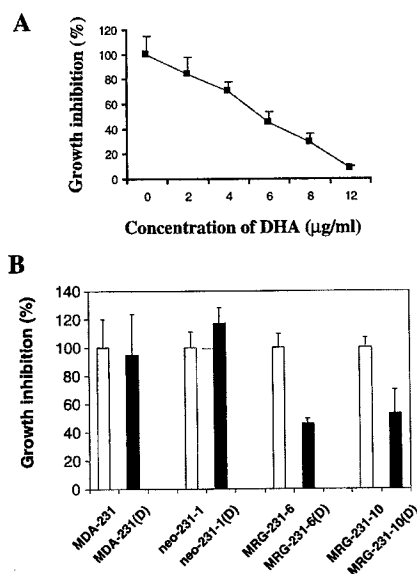 A
Growth inhibition (%)
120
100
80
60
40
20
0
0 2 4 6 8 12
Concentration of DHA (µg/ml)
B
Growth inhibition (%)
140
120
100
80
60
40
20
0
MDA-231
MDA-231(D)
neo-231-1
neo-231-1(D)
MRG-231-6
MRG-231-6(D)
MRG-231-10
MRG-231-10(D)